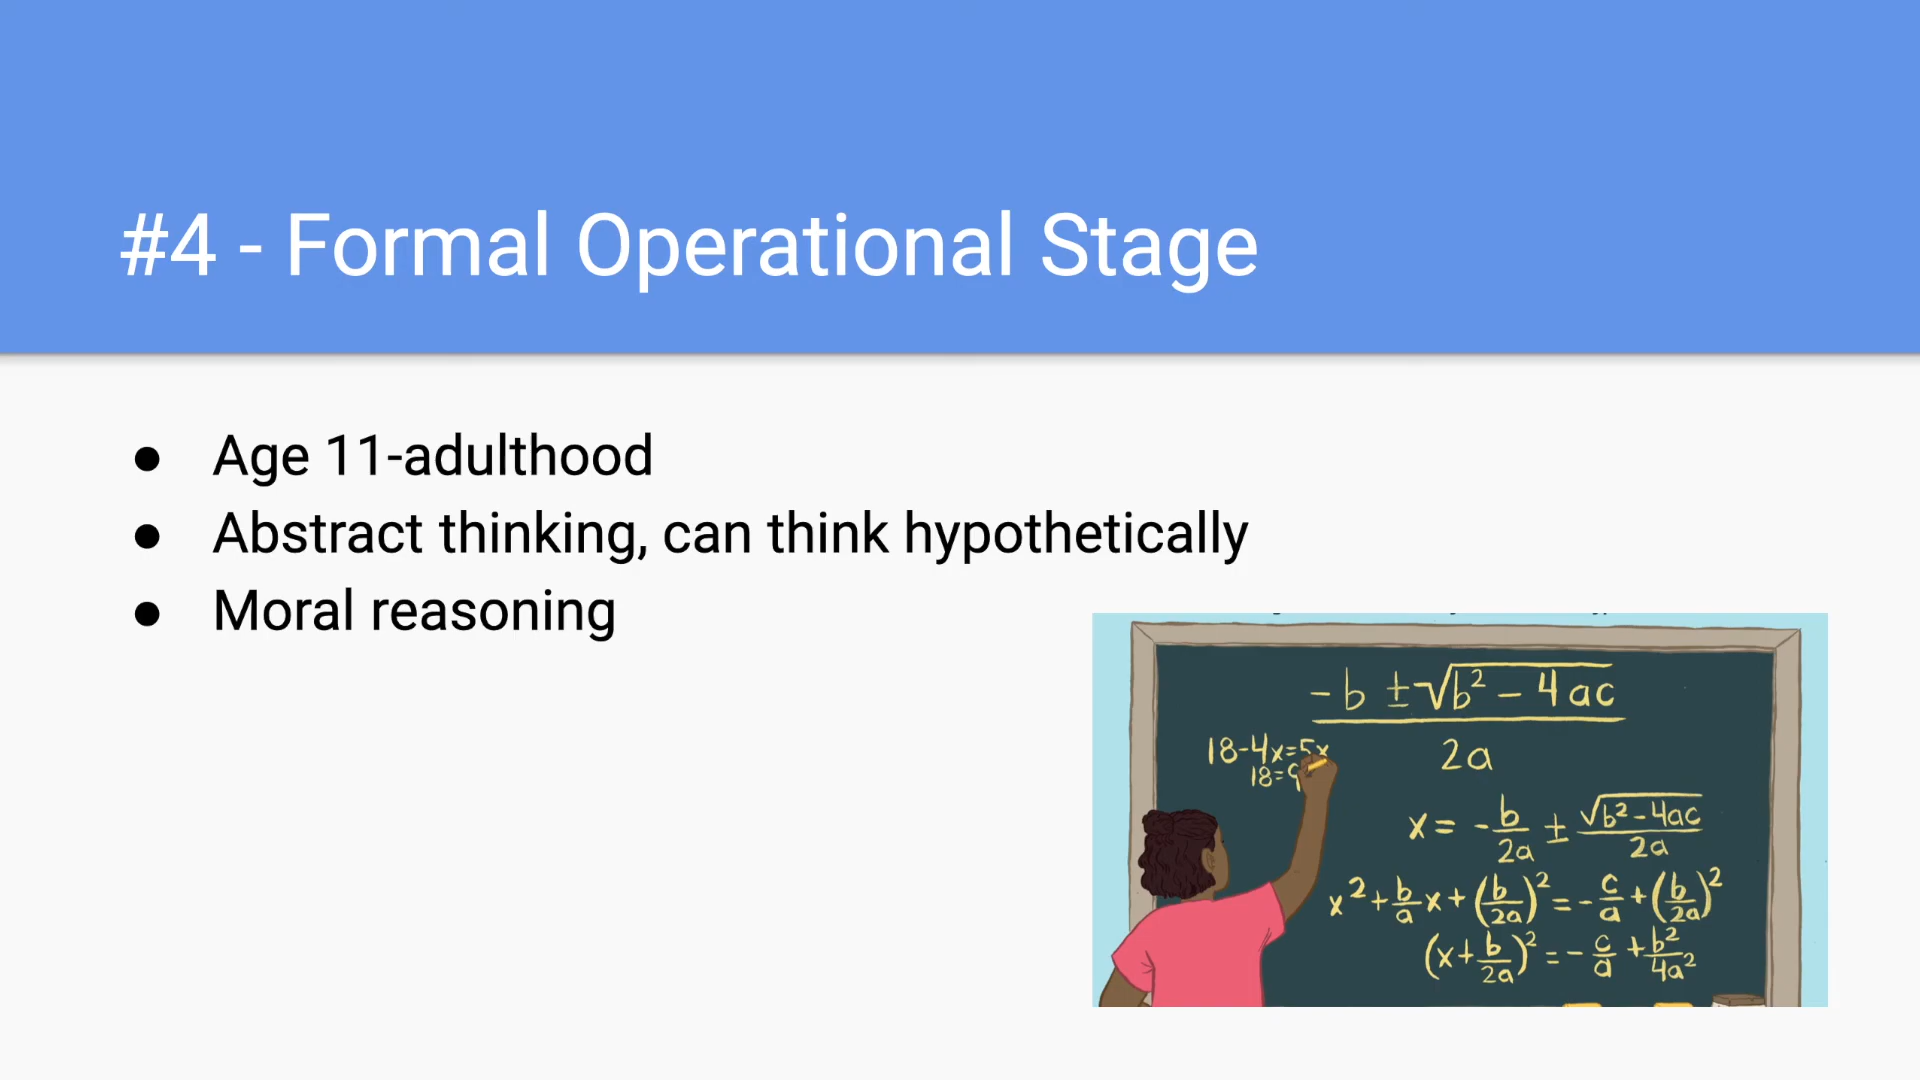 #4 - Formal Operational Stage
● Age 11-adulthood
● Abstract thinking, can think hypothetically
● Moral reasoning
-b ±√b² - 4ac
2a
18-4x=5x
18=
x = -b/2a ± √b²-4ac/2a
x²+b/a x+(b/2a)²=-c/a+(b/2a)²
(x+b/2a)²=-c/a+b²/4a²